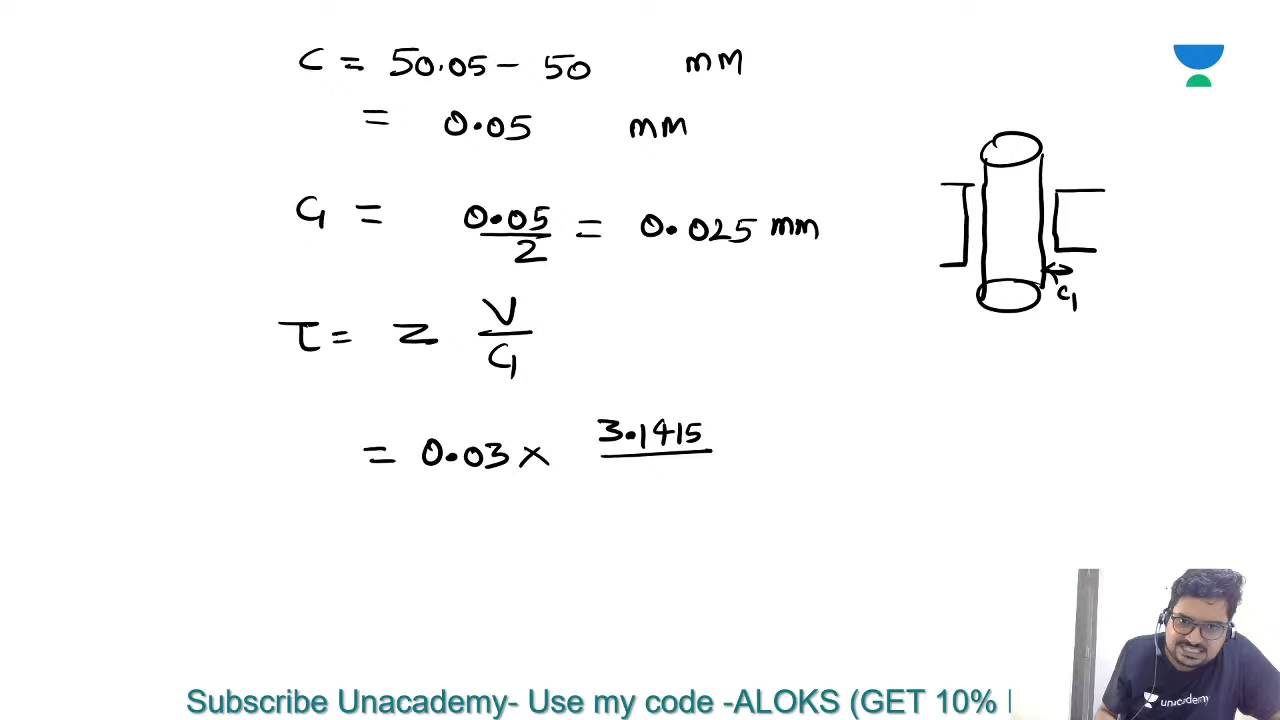 C = 50.05 - 50 mm
= 0.05 mm
C1 = 0.05/2 = 0.025 mm
C1
τ = Z V/C1
= 0.03 × 3.1415
unacademy
Subscribe Unacademy- Use my code -ALOKS (GET 10%